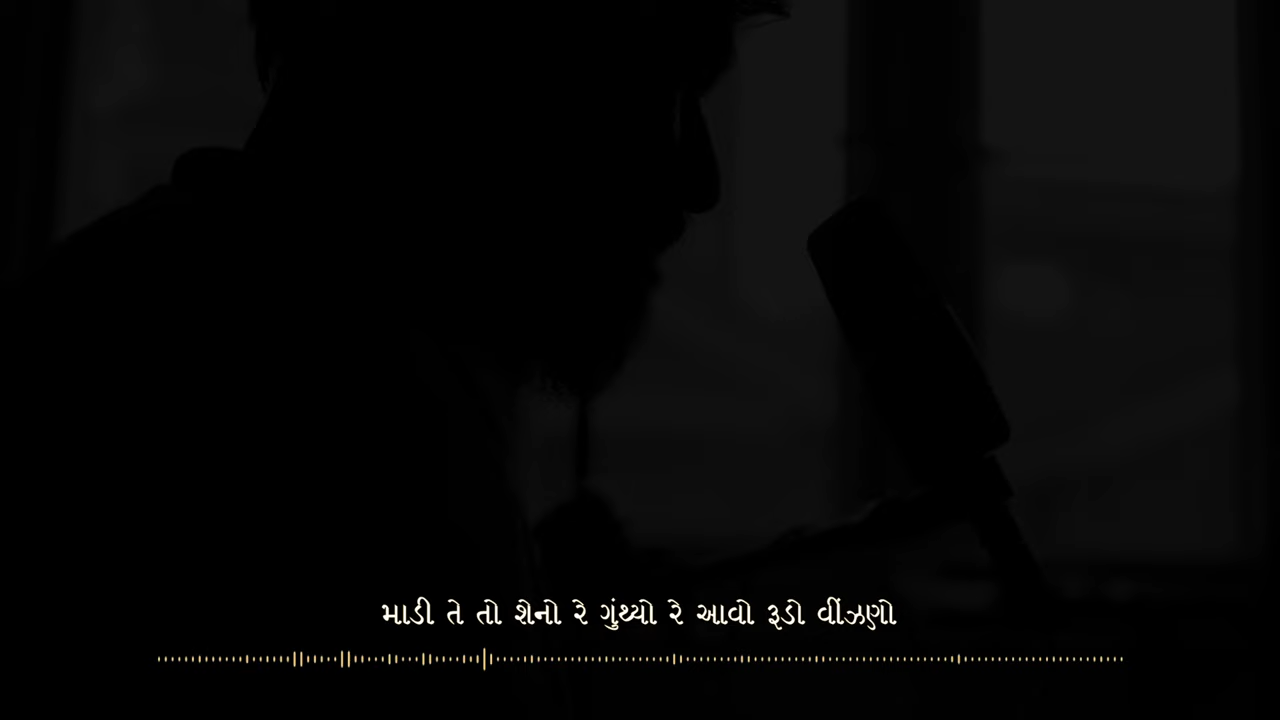 માડી તે તો શેનો રે ગુંથ્યો રે આવો રૂડો વીંઝણો